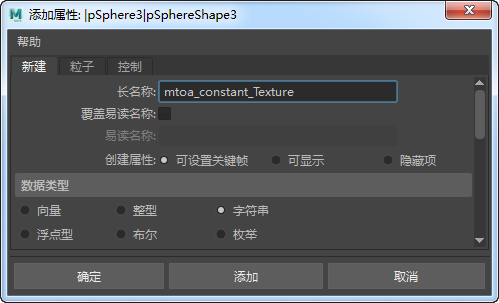 添加属性: |pSphere3|pSphereShape3
帮助
新建 粒子 控制
长名称: mtoa_constant_Texture
覆盖易读名称:
易读名称:
创建属性: 可设置关键帧 可显示 隐藏项
数据类型
向量 整型 字符串
浮点型 布尔 枚举
确定 添加 取消